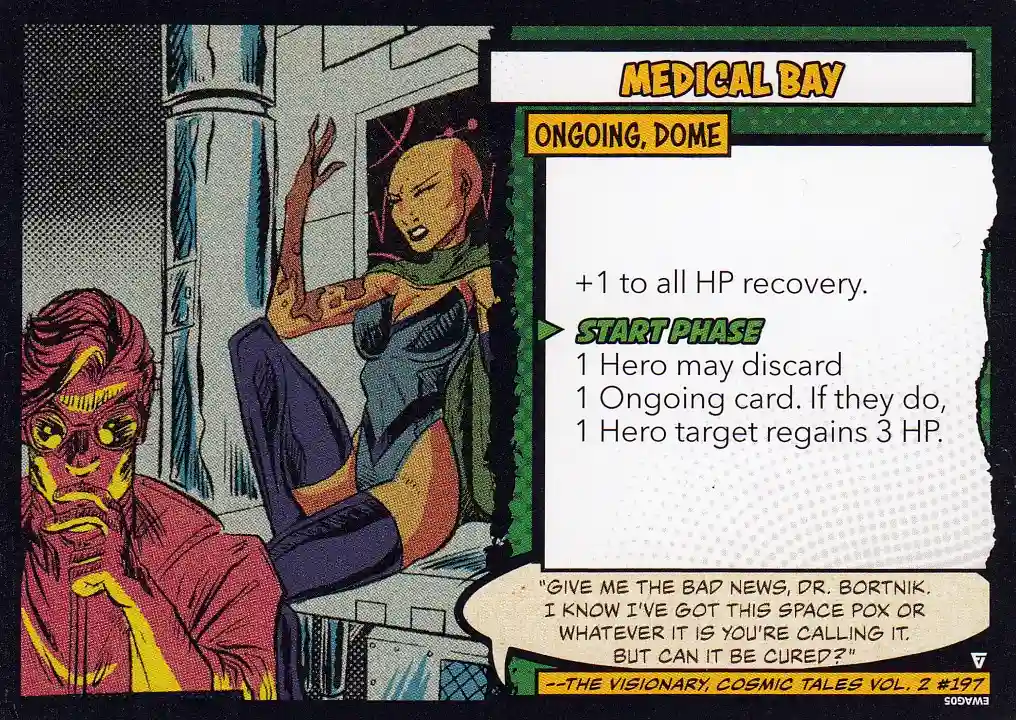 MEDICAL BAY
ONGOING, DOME
+1 to all HP recovery.
START PHASE
1 Hero may discard
1 Ongoing card. If they do,
1 Hero target regains 3 HP.
"GIVE ME THE BAD NEWS, DR. BORTNIK.
I KNOW I'VE GOT THIS SPACE POX OR
WHATEVER IT IS YOU'RE CALLING IT.
BUT CAN IT BE CURED?"
--THE VISIONARY, COSMIC TALES VOL. 2 #197
EWAG05